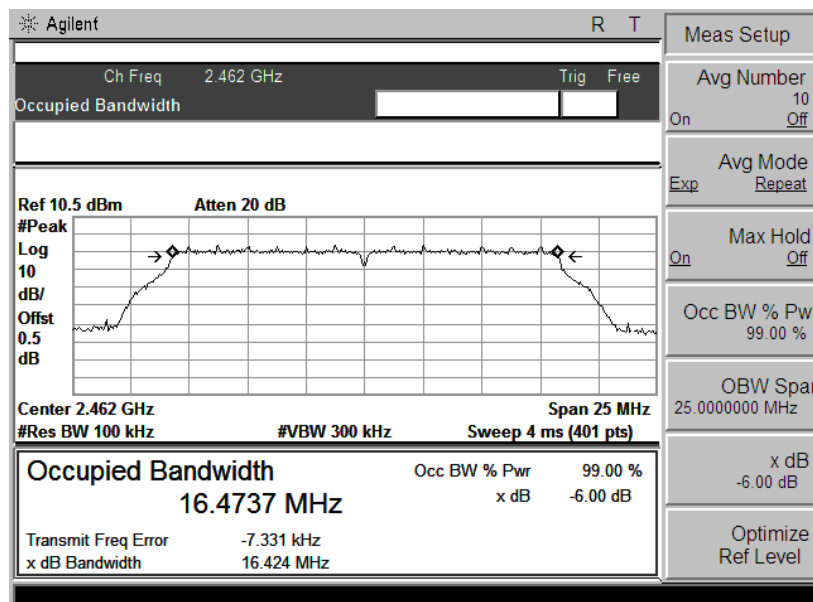 Agilent R T
Meas Setup
Ch Freq 2.462 GHz Trig Free
Occupied Bandwidth
Avg Number
10
On Off
Avg Mode
Exp Repeat
Max Hold
On Off
Occ BW % Pw
99.00 %
OBW Spa
25.0000000 MHz
x dB
-6.00 dB
Optimize
Ref Level
Ref 10.5 dBm Atten 20 dB
#Peak
Log
10
dB/
Offst
0.5
dB
Center 2.462 GHz Span 25 MHz
#Res BW 100 kHz #VBW 300 kHz Sweep 4 ms (401 pts)
Occupied Bandwidth
16.4737 MHz
Occ BW % Pwr 99.00 %
x dB -6.00 dB
Transmit Freq Error -7.331 kHz
x dB Bandwidth 16.424 MHz